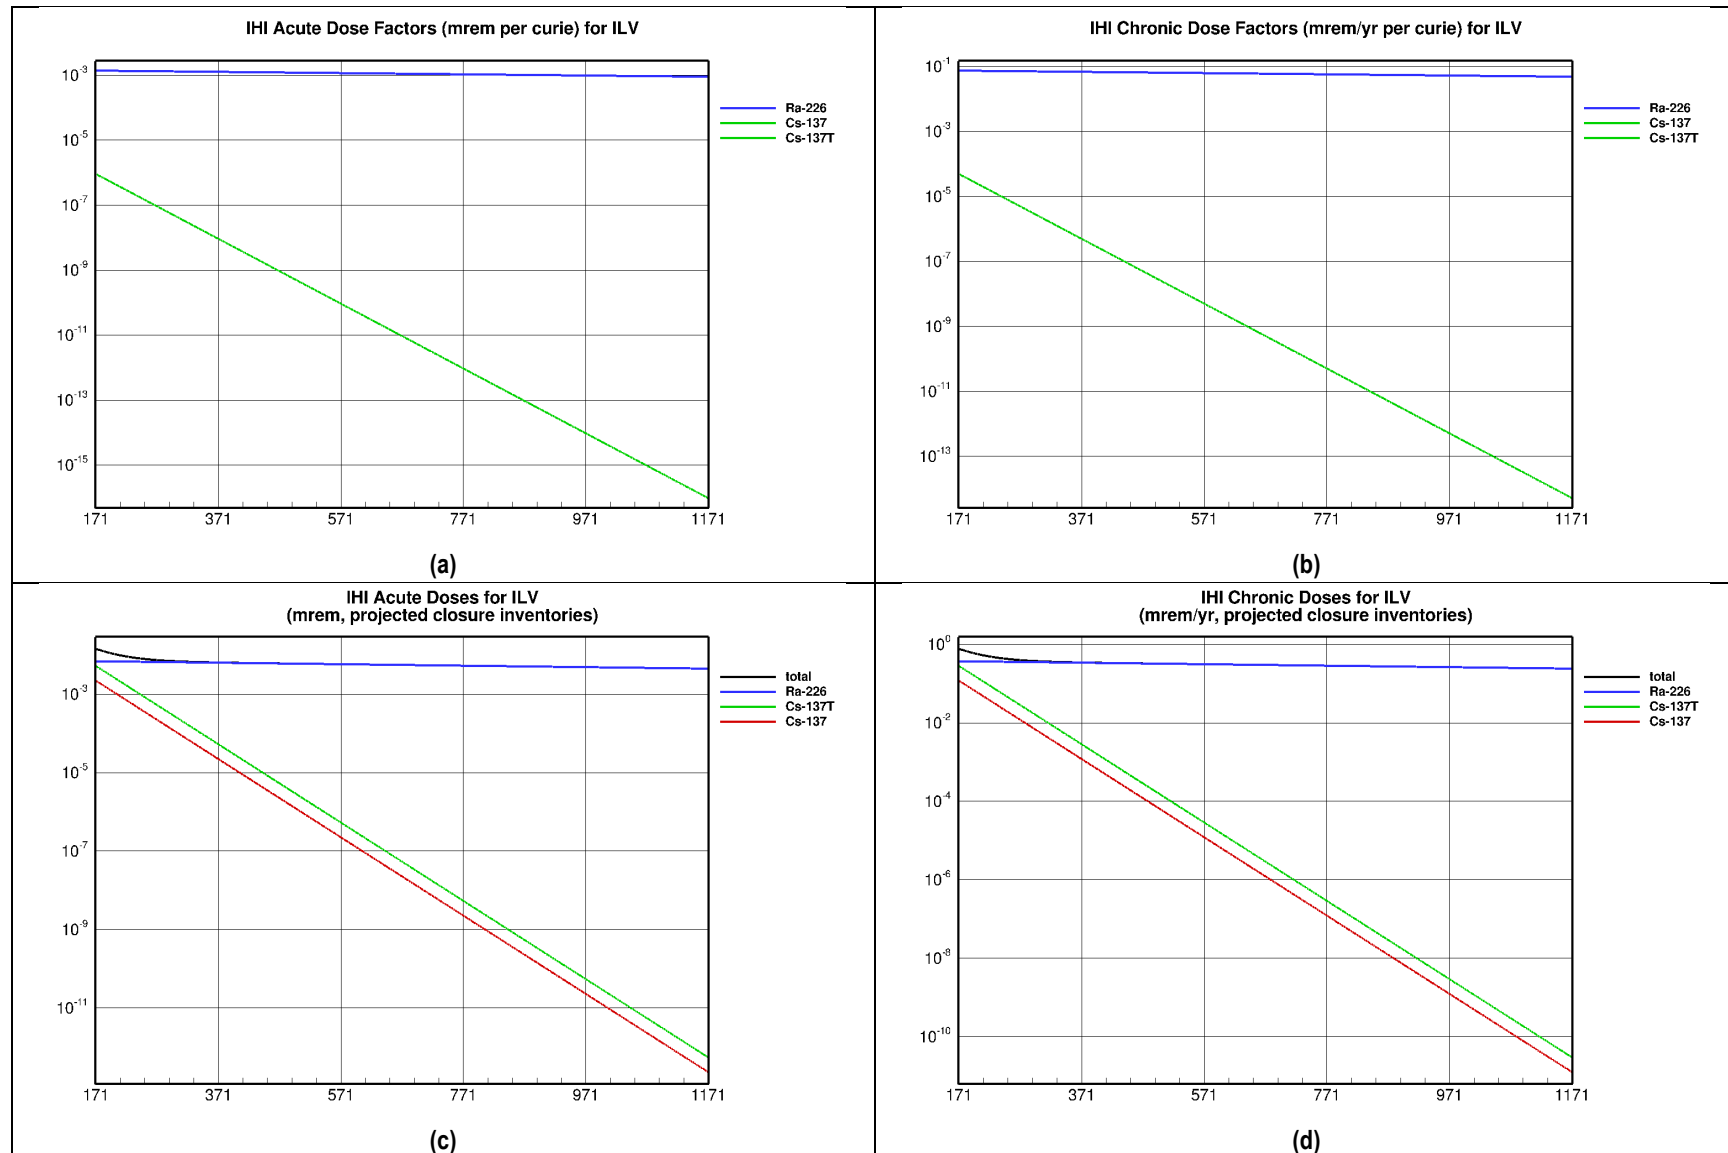 IHI Acute Dose Factors (mrem per curie) for ILV
10⁻³
10⁻⁵
10⁻⁷
10⁻⁹
10⁻¹¹
10⁻¹³
10⁻¹⁵
171 371 571 771 971 1171
Ra-226
Cs-137
Cs-137T
(a)
IHI Chronic Dose Factors (mrem/yr per curie) for ILV
10⁻¹
10⁻³
10⁻⁵
10⁻⁷
10⁻⁹
10⁻¹¹
10⁻¹³
171 371 571 771 971 1171
Ra-226
Cs-137
Cs-137T
(b)
IHI Acute Doses for ILV
(mrem, projected closure inventories)
10⁻³
10⁻⁵
10⁻⁷
10⁻⁹
10⁻¹¹
171 371 571 771 971 1171
total
Ra-226
Cs-137T
Cs-137
(c)
IHI Chronic Doses for ILV
(mrem/yr, projected closure inventories)
10⁰
10⁻²
10⁻⁴
10⁻⁶
10⁻⁸
10⁻¹⁰
171 371 571 771 971 1171
total
Ra-226
Cs-137T
Cs-137
(d)